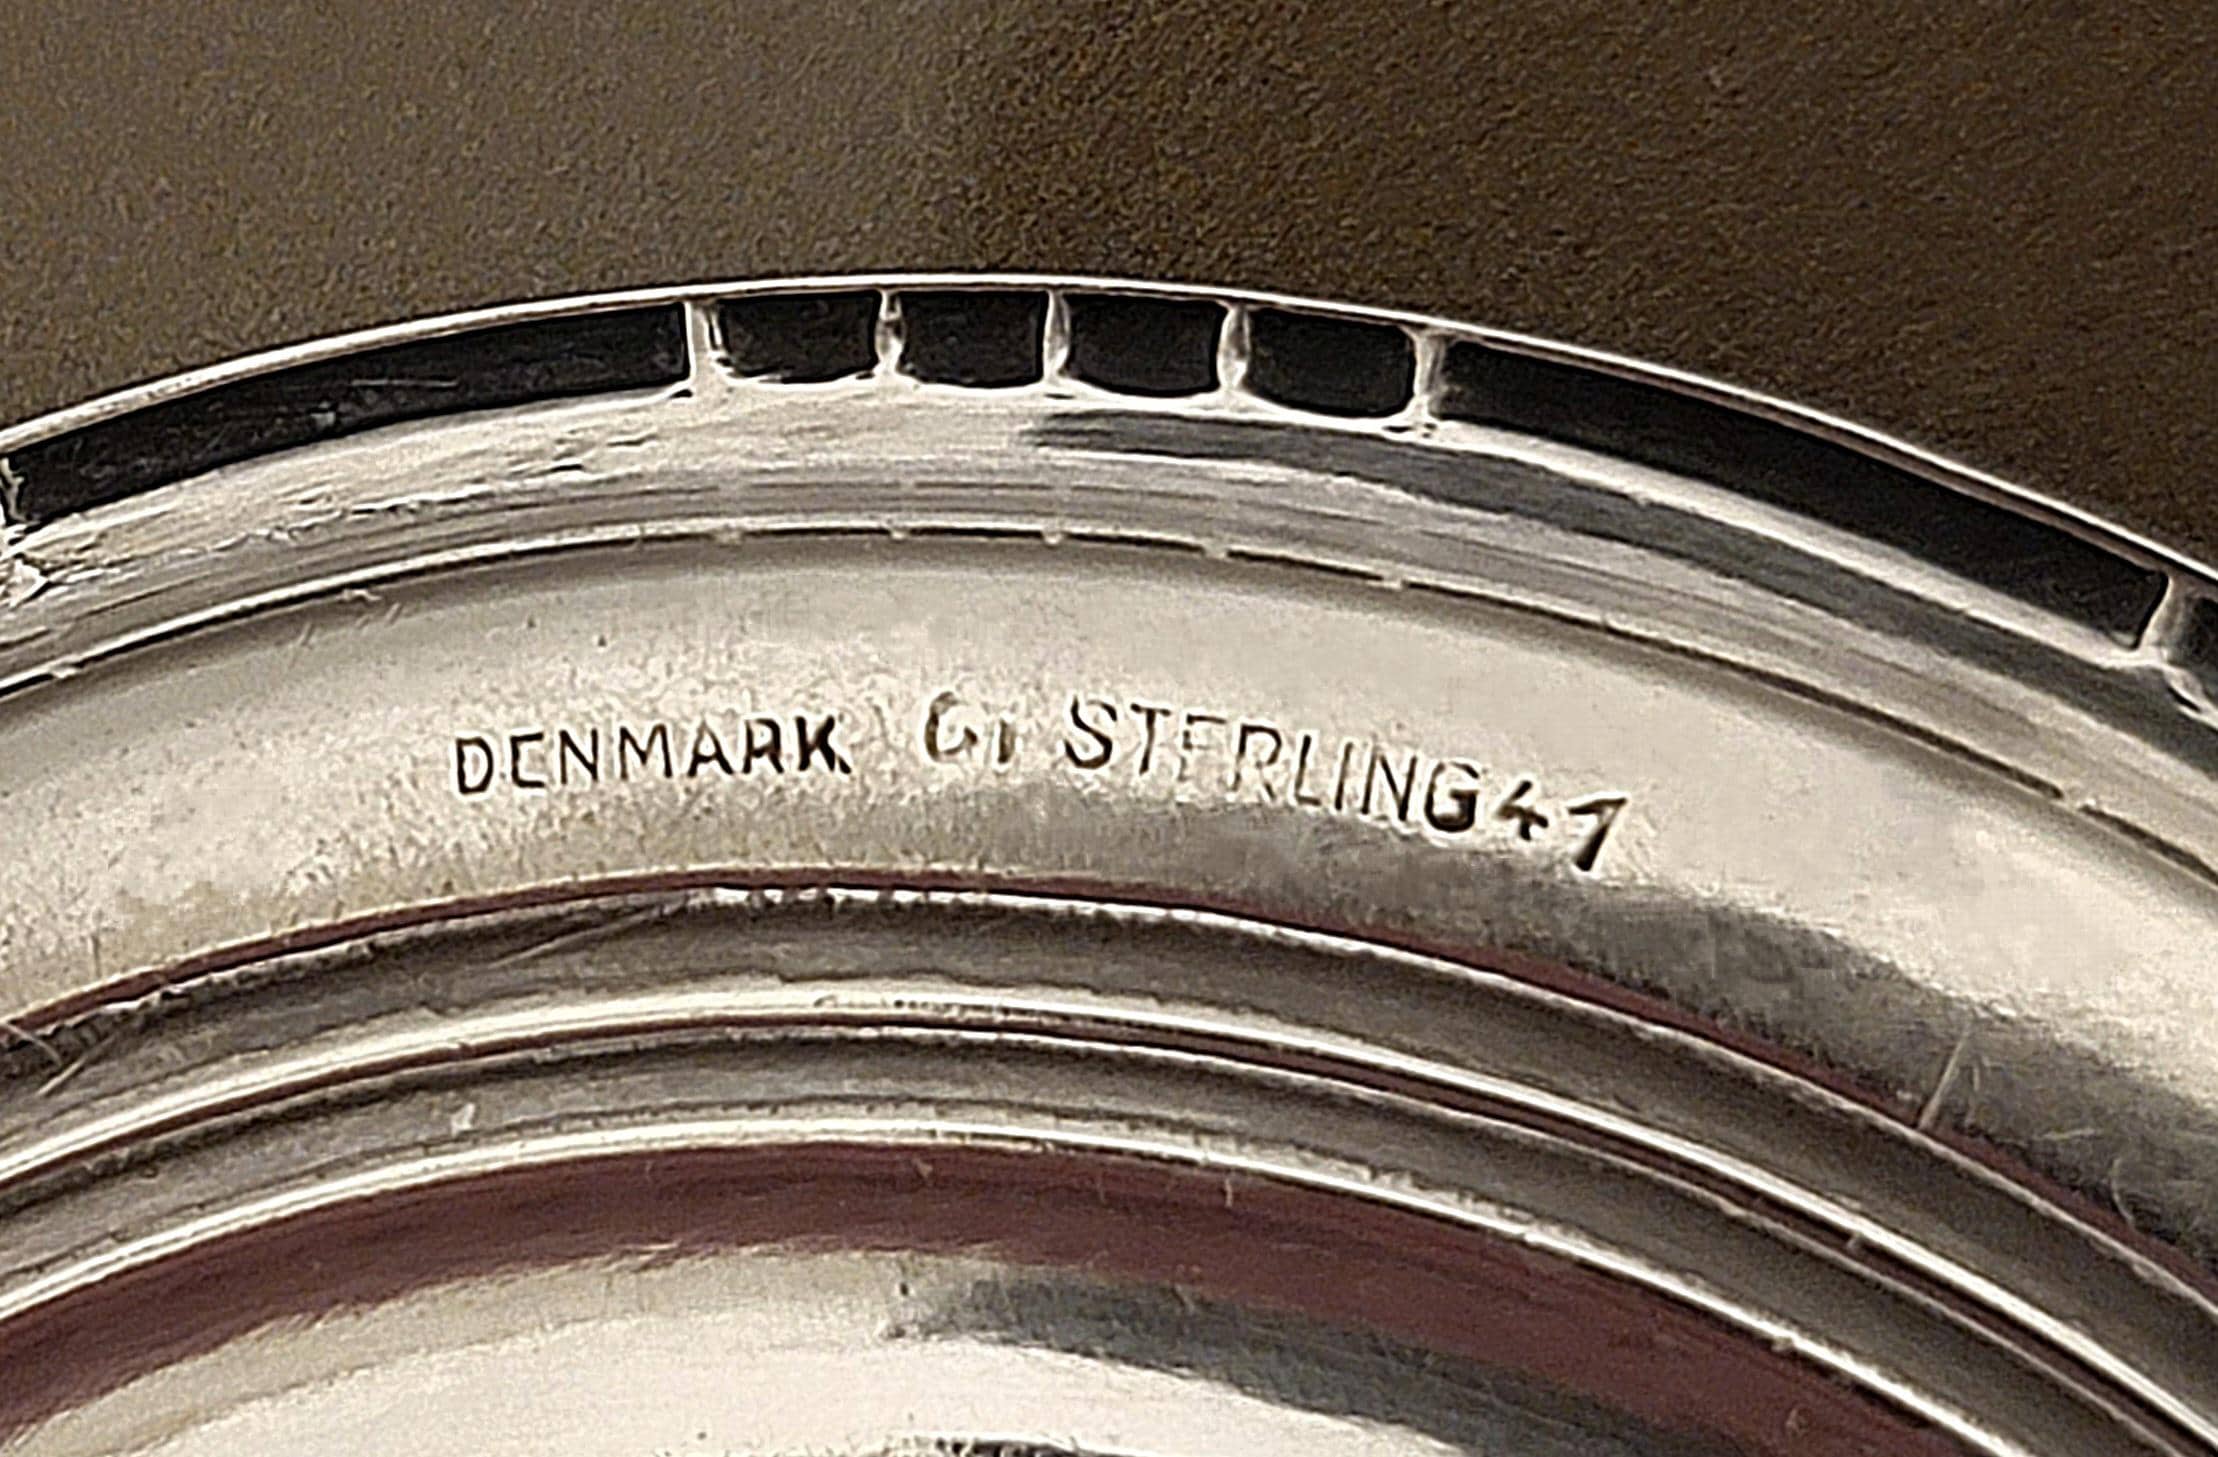 DENMARK GI STERLING 47